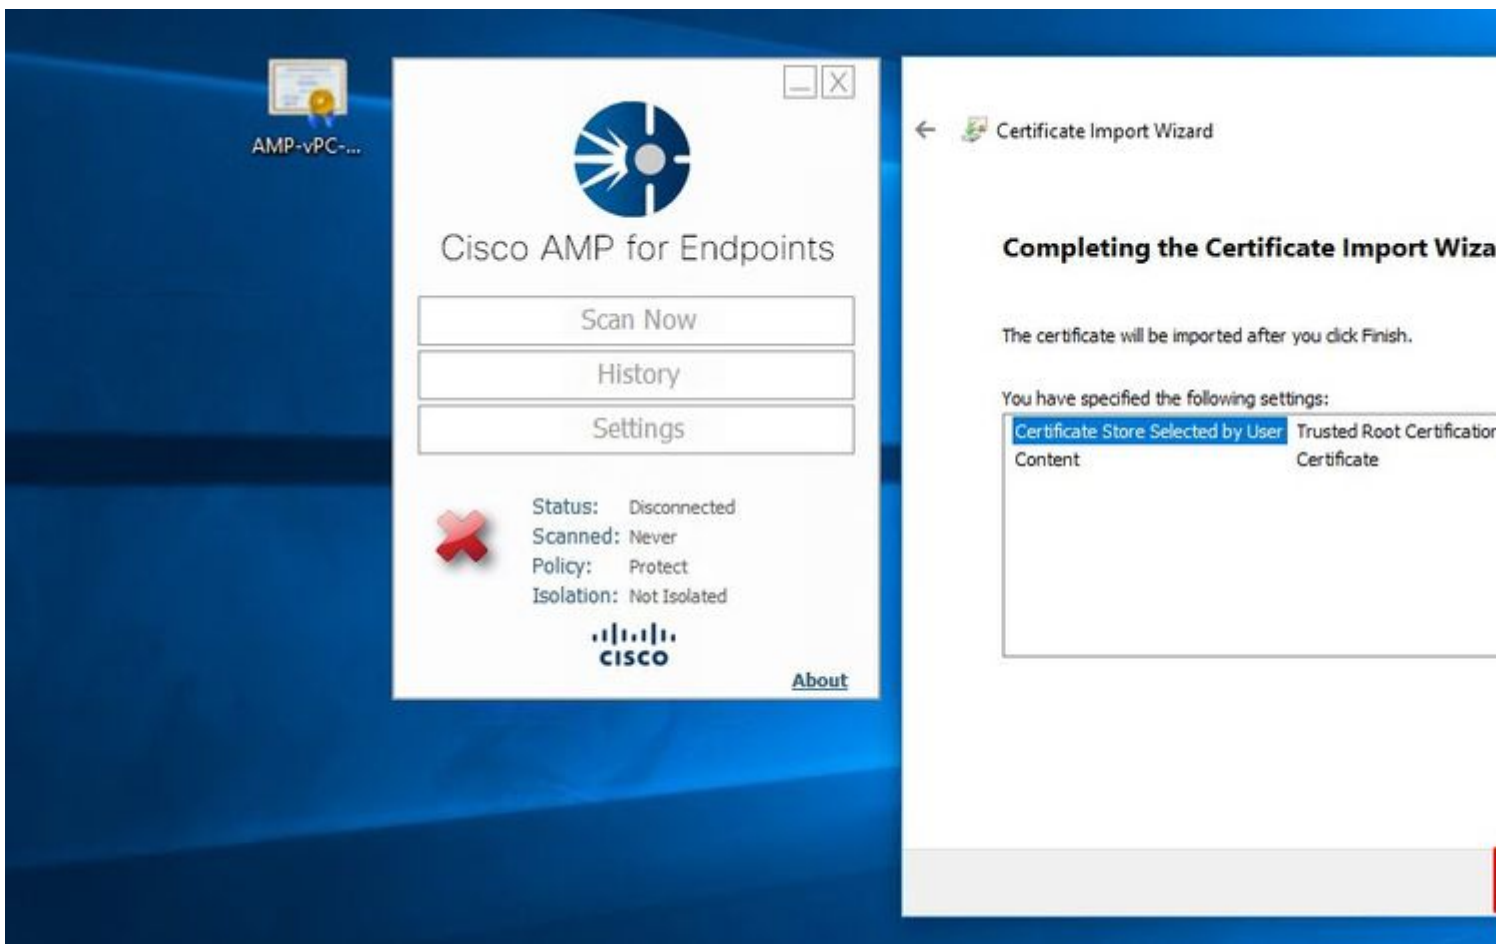 AMP-vPC-...
X
Cisco AMP for Endpoints
Scan Now
History
Settings
Status: Disconnected
Scanned: Never
Policy: Protect
Isolation: Not Isolated
CISCO
About
Certificate Import Wizard
Completing the Certificate Import Wiza
The certificate will be imported after you click Finish.
You have specified the following settings:
Certificate Store Selected by User Trusted Root Certification
Content Certificate